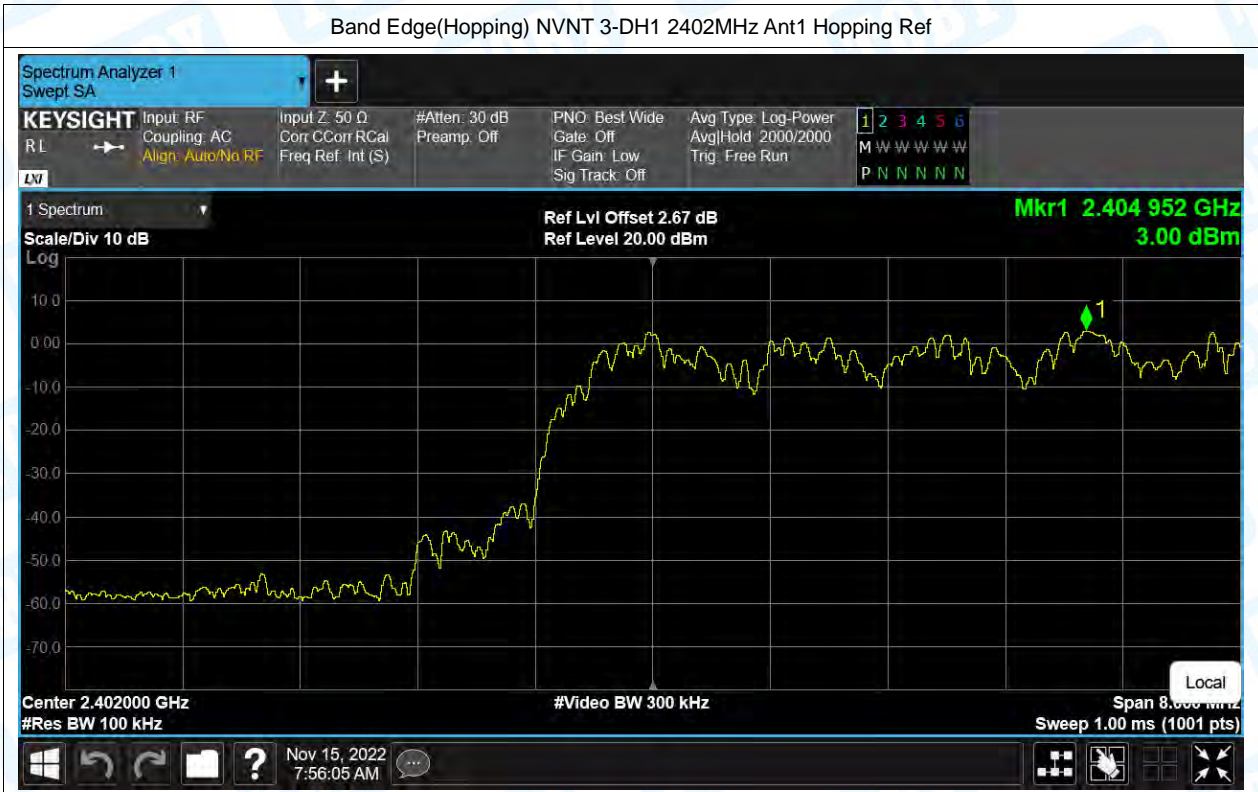 Band Edge(Hopping) NVNT 3-DH1 2402MHz Ant1 Hopping Ref
Spectrum Analyzer 1
Swept SA
+
KEYSIGHT
RL
LXI
Input: RF
Coupling: AC
Align: Auto/No RF
Input Z: 50 Ω
Corr CCorr RCal
Freq Ref: Int (S)
#Atten: 30 dB
Preamp: Off
PNO: Best Wide
Gate: Off
IF Gain: Low
Sig Track: Off
Avg Type: Log-Power
Avg|Hold: 2000/2000
Trig: Free Run
1 2 3 4 5 6
M W W W W W
P N N N N N
1 Spectrum
Scale/Div 10 dB
Ref Lvl Offset 2.67 dB
Ref Level 20.00 dBm
Mkr1 2.404 952 GHz
3.00 dBm
Log
10.0
0.00
-10.0
-20.0
-30.0
-40.0
-50.0
-60.0
-70.0
1
Local
Center 2.402000 GHz
#Video BW 300 kHz
Span 8.000 MHz
#Res BW 100 kHz
Sweep 1.00 ms (1001 pts)
?
Nov 15, 2022
7:56:05 AM